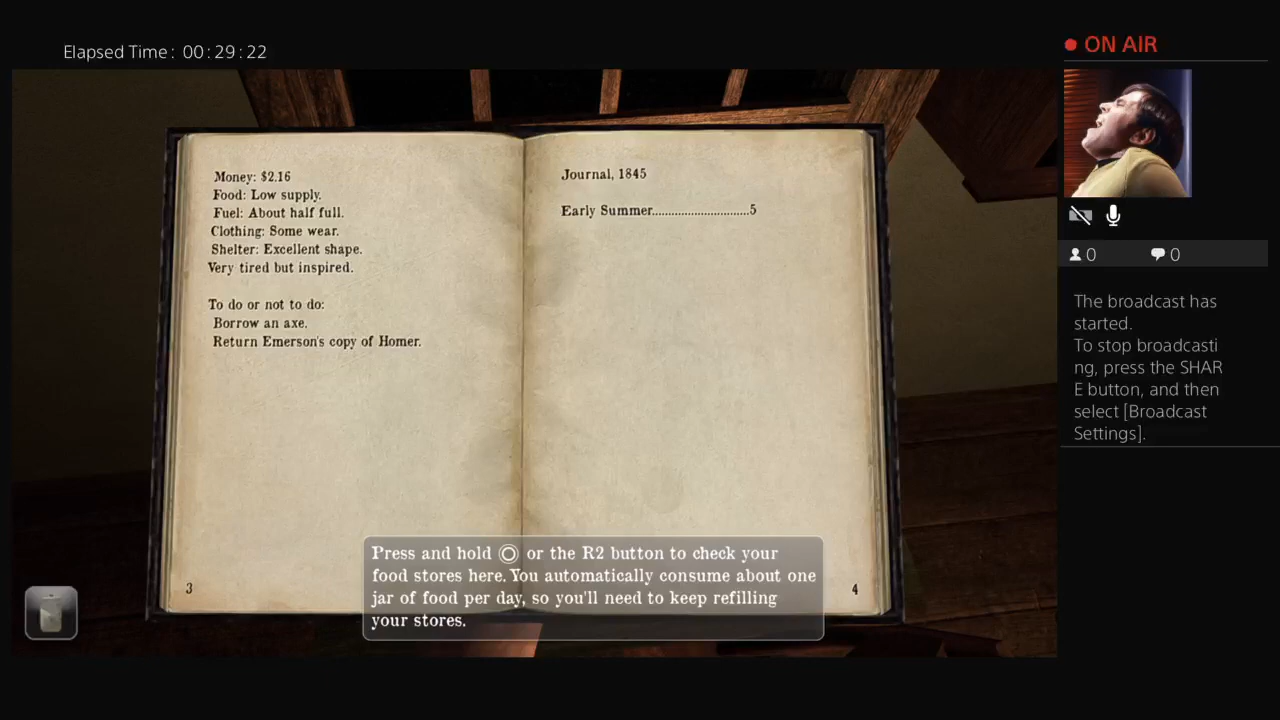 Elapsed Time: 00:29:22
ON AIR
Money: $2.16
Food: Low supply.
Fuel: About half full.
Clothing: Some wear.
Shelter: Excellent shape.
Very tired but inspired.
To do or not to do:
Borrow an axe.
Return Emerson's copy of Homer.
3
Journal, 1845
Early Summer..............................5
4
Press and hold O or the R2 button to check your
food stores here. You automatically consume about one
jar of food per day, so you'll need to keep refilling
your stores.
0 0
The broadcast has
started.
To stop broadcasti
ng, press the SHAR
E button, and then
select [Broadcast
Settings].